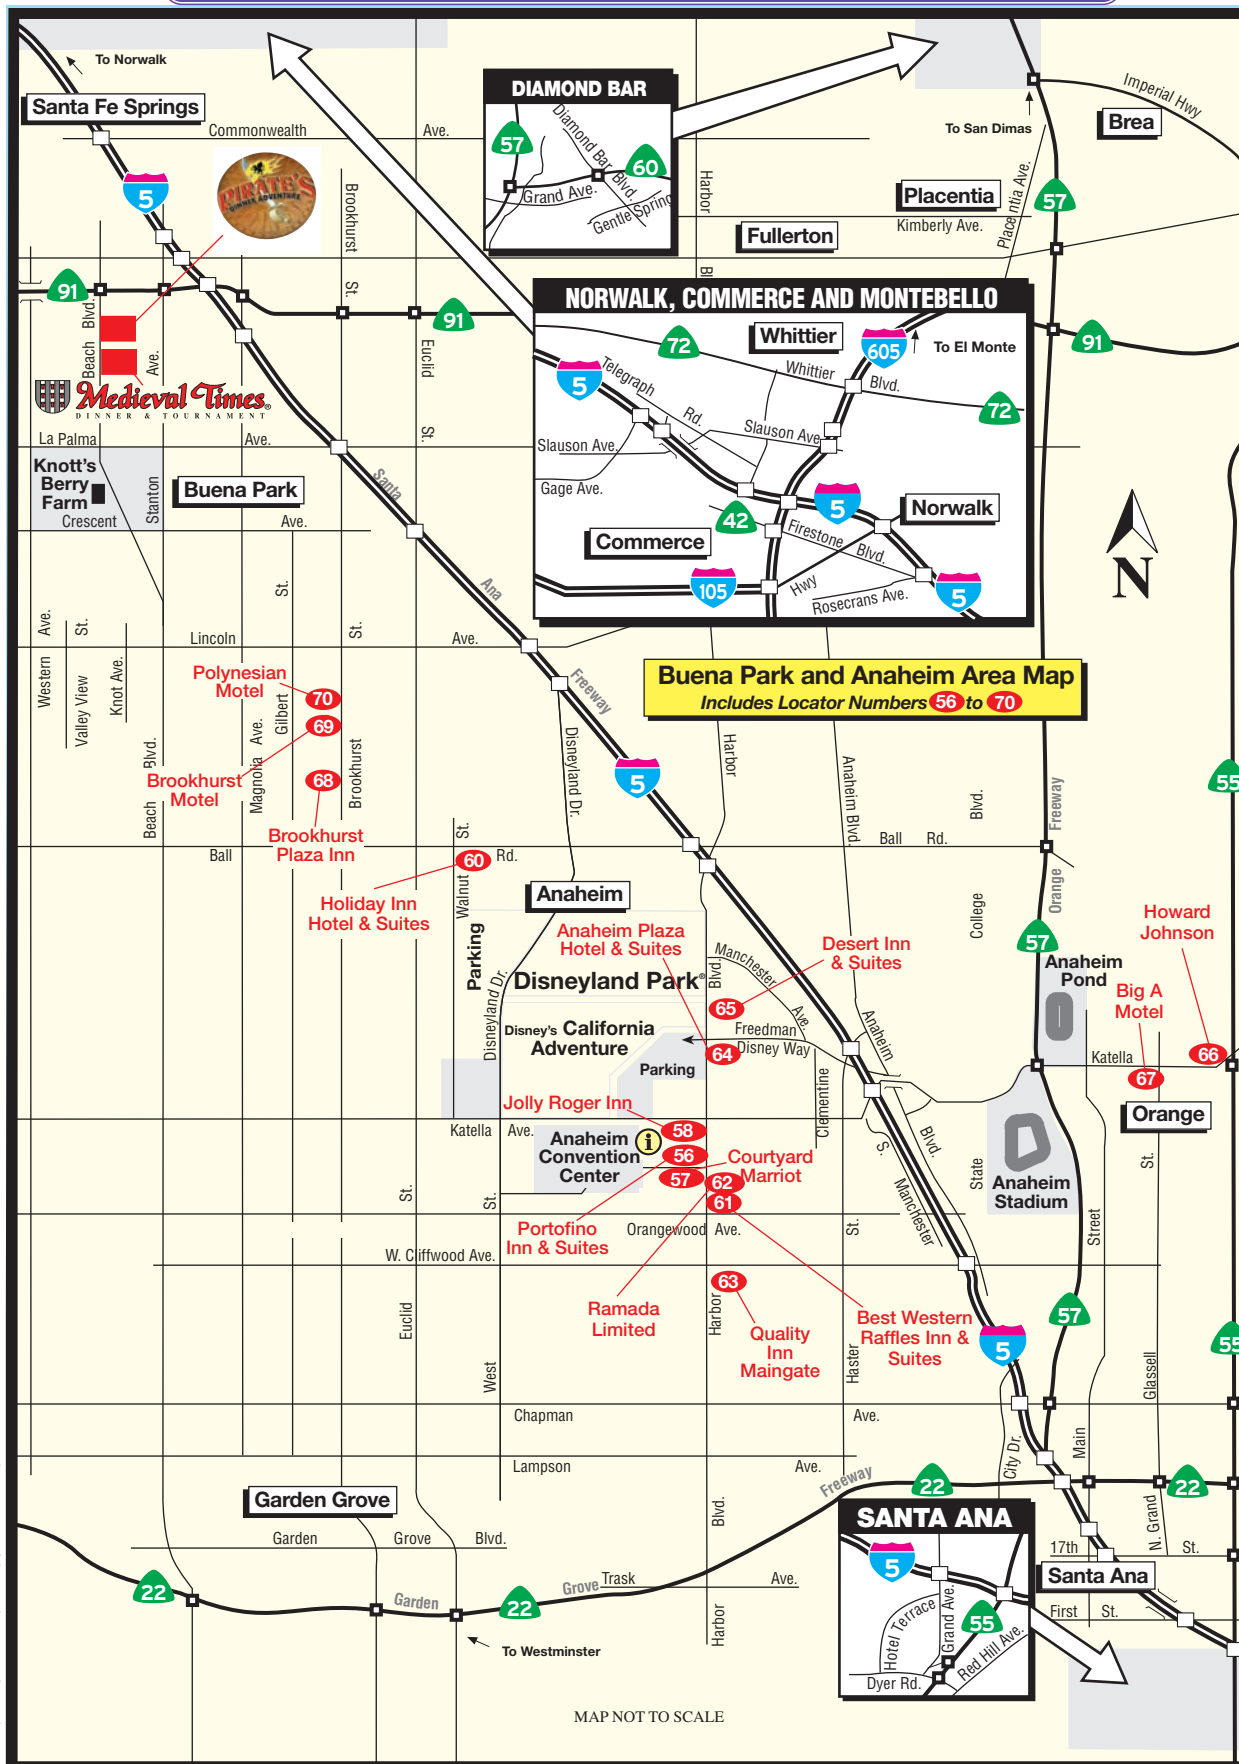 To Norwalk
Santa Fe Springs
Commonwealth Ave.
5
PIRATE'S
DINNER ADVENTURE
Brookhurst St.
DIAMOND BAR
57
60
Diamond Bar Blvd.
Grand Ave.
Gentle Spring
Harbor Bl
To San Dimas
Imperial Hwy
Brea
Placentia
Kimberly Ave.
Placentia Ave.
57
Fullerton
91
91
91
Beach Blvd.
Ave.
Medieval Times®
DINNER & TOURNAMENT
Euclid St.
La Palma Ave.
Knott's
Berry
Farm
Crescent Ave.
Stanton
Buena Park
Santa Ana Freeway
NORWALK, COMMERCE AND MONTEBELLO
72
Whittier
605
To El Monte
5
Telegraph Rd.
Whittier Blvd.
72
Slauson Ave.
Slauson Ave.
Gage Ave.
42
5
Norwalk
Commerce
Firestone Blvd.
105
Hwy
Rosecrans Ave.
5
N
Western Ave.
Valley View St.
Knot Ave.
Lincoln Ave.
Gilbert St.
St.
Polynesian
Motel
70
69
Brookhurst
Motel
68
Brookhurst
Plaza Inn
Beach Blvd.
Magnolia Ave.
Brookhurst
Buena Park and Anaheim Area Map
Includes Locator Numbers 56 to 70
Disneyland Dr.
5
Harbor
Anaheim Blvd.
College Blvd.
Orange Freeway
55
Ball Rd.
Ball Rd.
60
Walnut St.
Holiday Inn
Hotel & Suites
Anaheim
Parking
Anaheim Plaza
Hotel & Suites
Disneyland Park®
Blvd.
Manchester Ave.
Desert Inn
& Suites
57
Howard
Johnson
Anaheim
Pond
Big A
Motel
65
Disneyland Dr.
Disney's California
Adventure
Freedman
Disney Way
64
Parking
Anaheim Blvd.
Clementine
Katella
66
67
Orange
Jolly Roger Inn
Katella Ave.
58
Anaheim
Convention
Center
i
56
57
Courtyard
Marriot
62
61
S. Manchester
State
Anaheim
Stadium
St.
St.
St.
St.
Street
Portofino
Inn & Suites
Orangewood Ave.
W. Cliffwood Ave.
63
Ramada
Limited
Harbor
Quality
Inn
Maingate
Best Western
Raffles Inn &
Suites
57
5
55
Euclid
West
Haster
Glassell
Chapman Ave.
City Dr.
Main
Lampson Ave.
Freeway
22
22
Garden Grove
Garden Grove Blvd.
Blvd.
N. Grand
17th St.
Santa Ana
First St.
22
Garden Grove
22
Trask Ave.
Harbor
To Westminster
SANTA ANA
5
Hotel Terrace
Grand Ave.
55
Red Hill Ave.
Dyer Rd.
MAP NOT TO SCALE